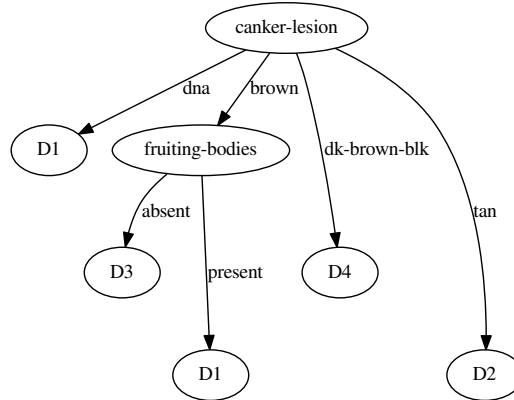 canker-lesion
dna
brown
D1
fruiting-bodies
dk-brown-blk
absent
tan
D3
present
D4
D1
D2